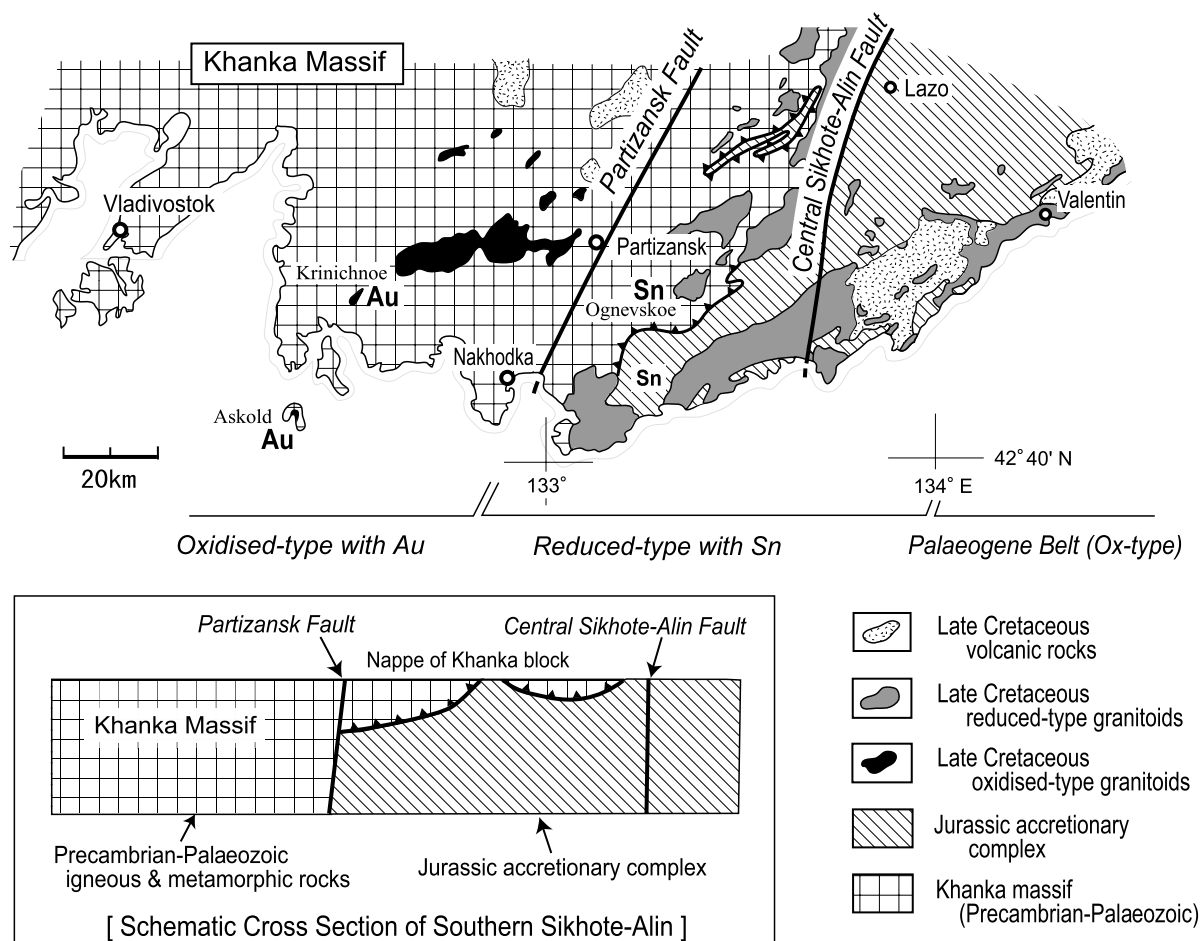 Khanka Massif
Partizansk Fault
Central Sikhote-Alin Fault
Lazo
Vladivostok
Valentin
Partizansk
Krinichnoe
Au
Sn
Ognevskoe
Nakhodka
Sn
Askold
Au
20km
42°40' N
133°
134° E
Oxidised-type with Au
Reduced-type with Sn
Palaeogene Belt (Ox-type)
Partizansk Fault
Central Sikhote-Alin Fault
Nappe of Khanka block
Khanka Massif
Precambrian-Palaeozoic
igneous & metamorphic rocks
Jurassic accretionary complex
[ Schematic Cross Section of Southern Sikhote-Alin ]
Late Cretaceous
volcanic rocks
Late Cretaceous
reduced-type granitoids
Late Cretaceous
oxidised-type granitoids
Jurassic accretionary
complex
Khanka massif
(Precambrian-Palaeozoic)